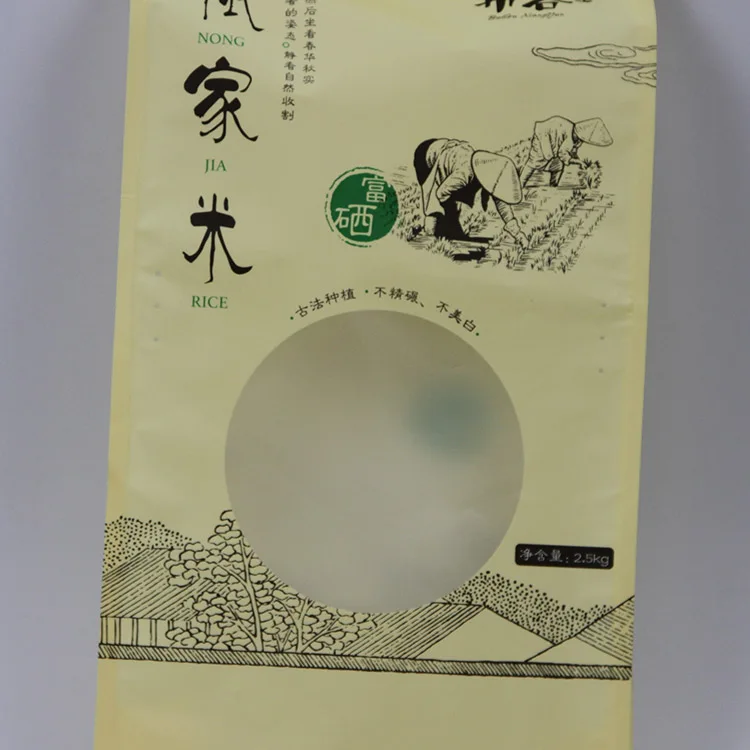 NONG
家
JIA
米
RICE
后坐看春华秋实
的姿态。静看自然收割
富硒
·古法种植·不精碾、不美白·
净含量:2.5kg